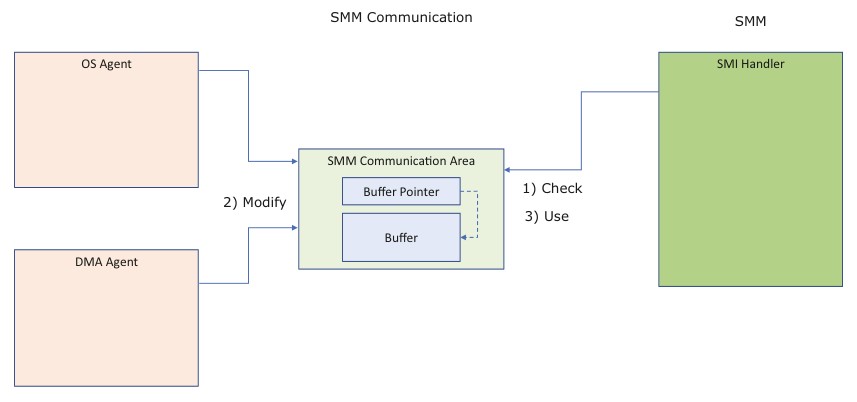 SMM Communication
SMM
OS Agent
SMI Handler
SMM Communication Area
Buffer Pointer
1) Check
2) Modify
3) Use
Buffer
DMA Agent